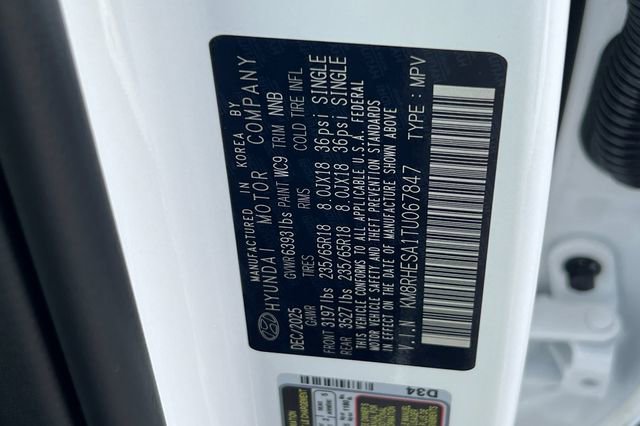 MANUFACTURED IN KOREA BY
HYUNDAI MOTOR COMPANY
DEC/2025 GVWR 6393lbs PAINT WC9 TRIM NNB
GAWR TIRES RIMS COLD TIRE INFL
FRONT 3197 lbs 235/65R18 8.0JX18 36psi SINGLE
REAR 3527 lbs 235/65R18 8.0JX18 36psi SINGLE
THIS VEHICLE CONFORMS TO ALL APPLICABLE U.S.A. FEDERAL
MOTOR VEHICLE SAFETY AND THEFT PREVENTION STANDARDS
IN EFFECT ON THE DATE OF MANUFACTURE SHOWN ABOVE
V.I.N KM8RHESA1TU067847 TYPE : MPV
D34